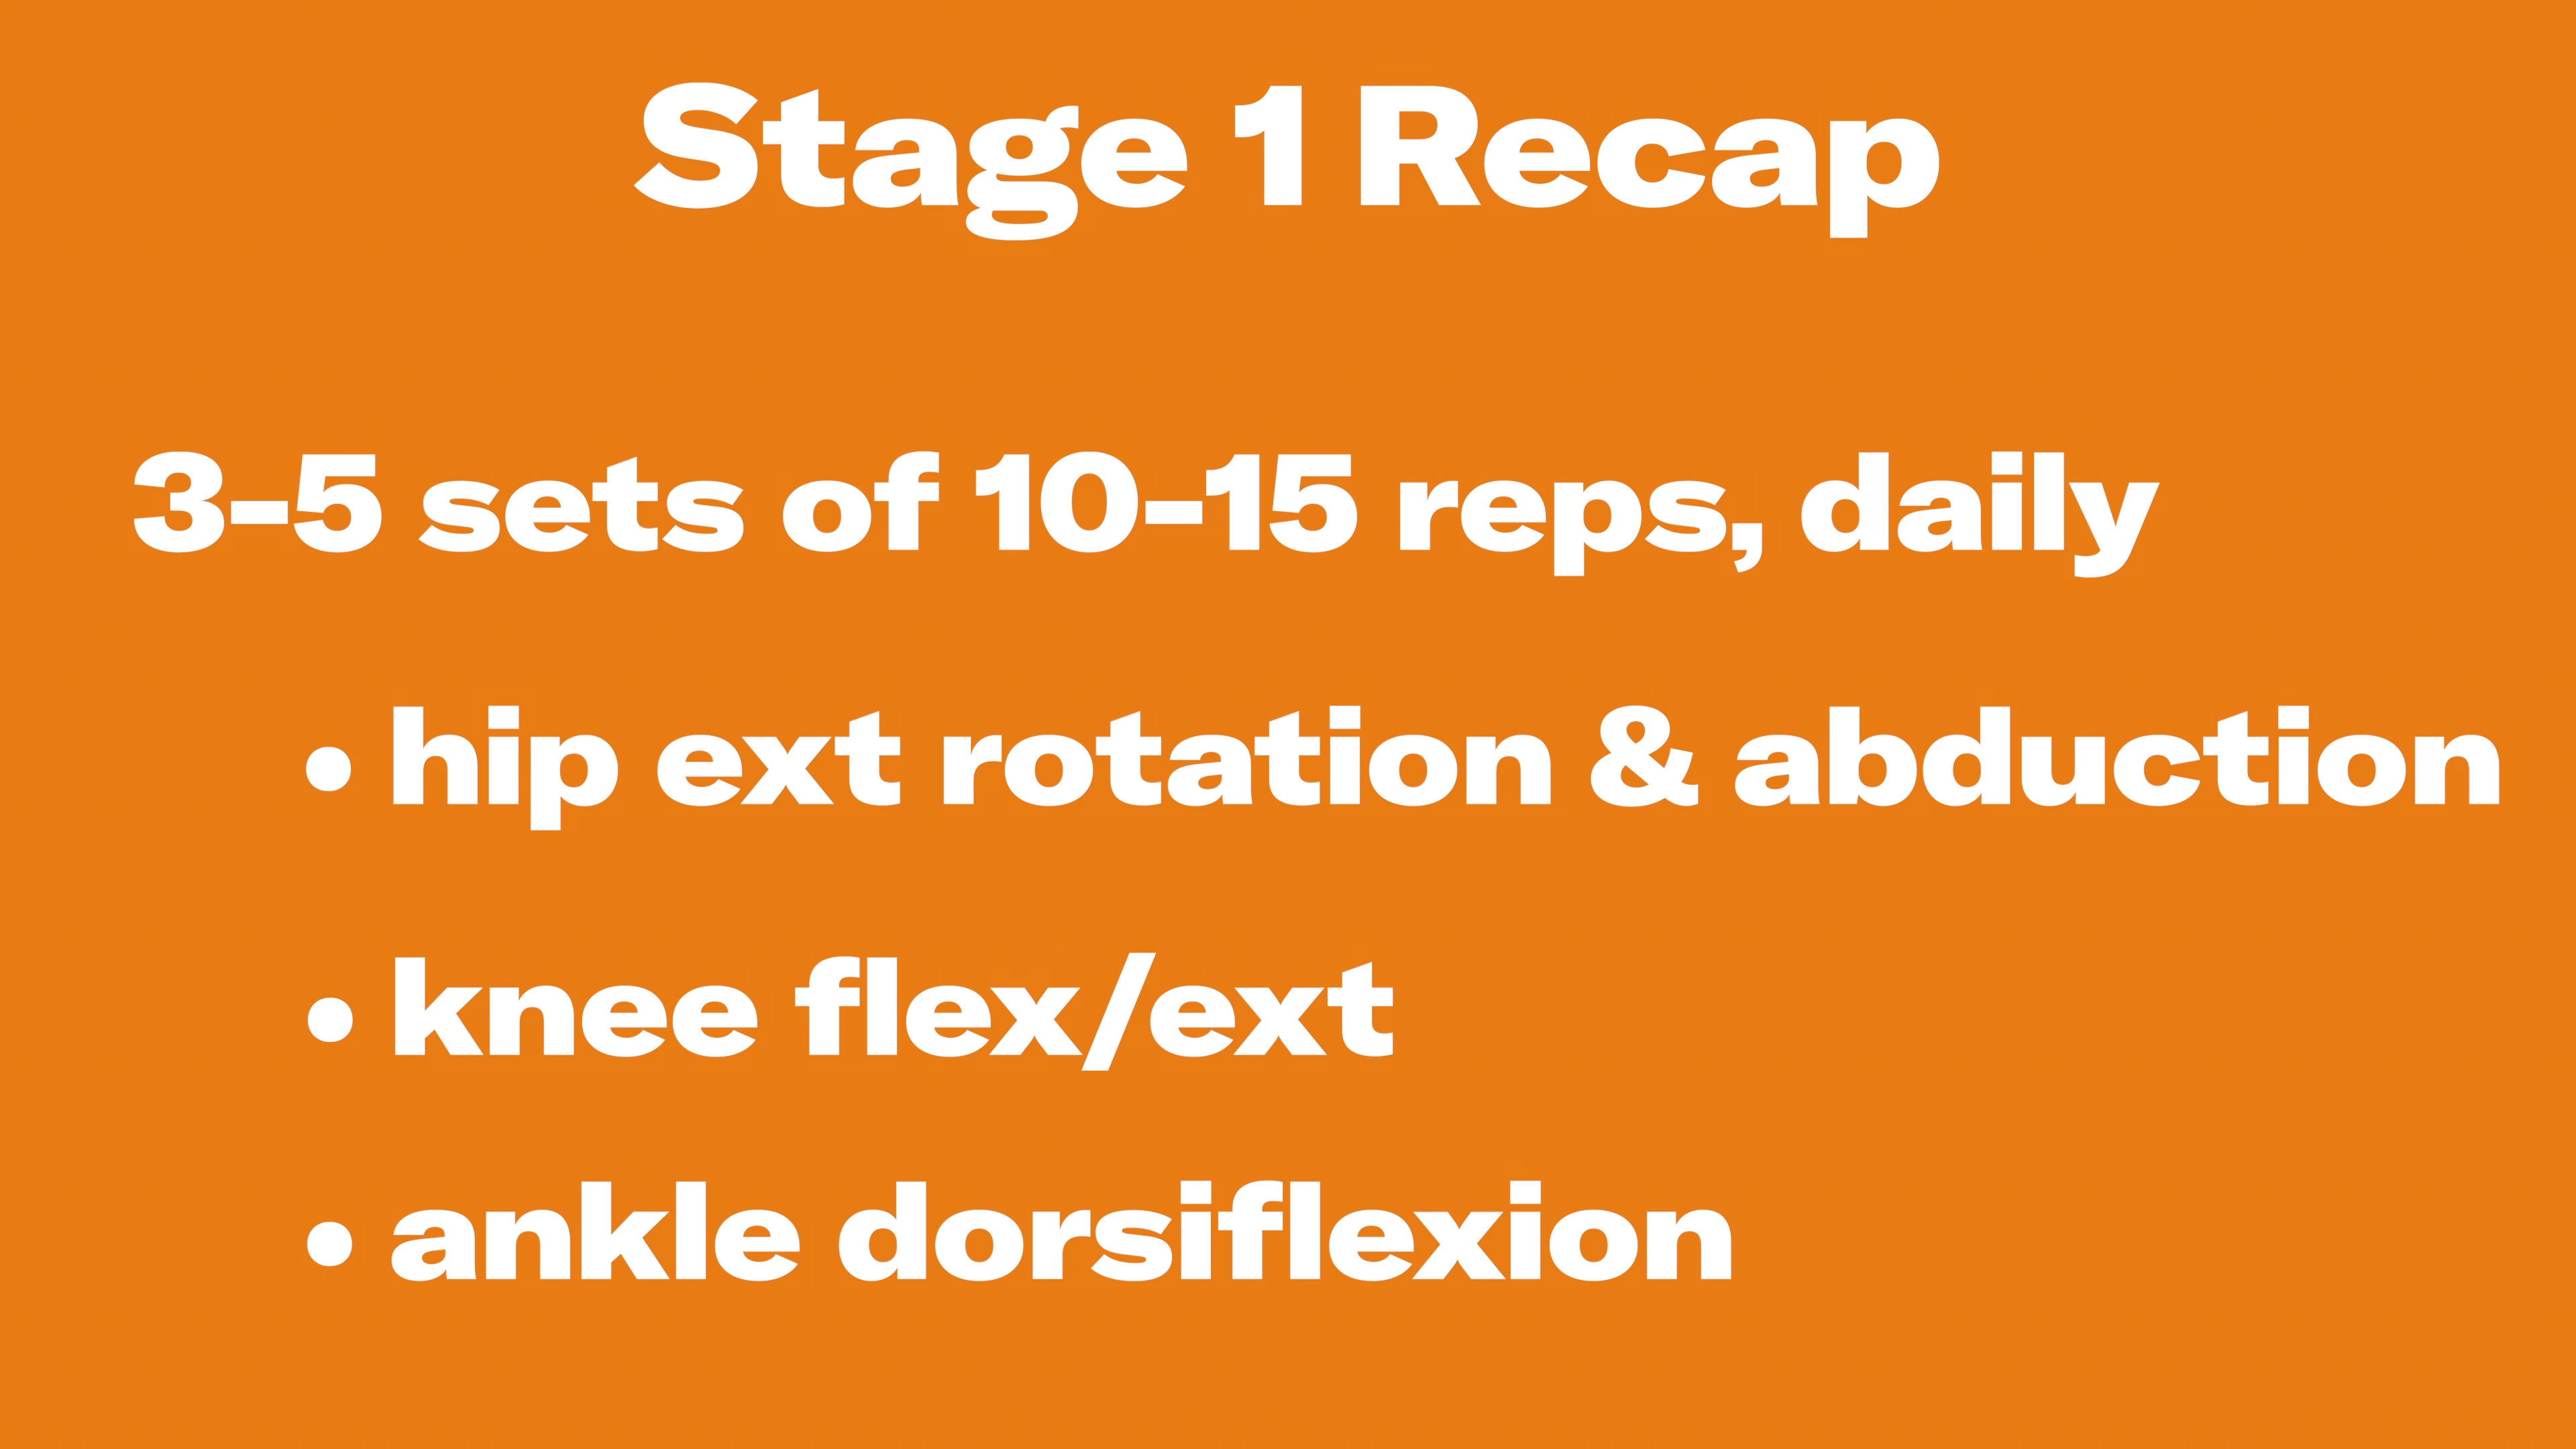 Stage 1 Recap
3-5 sets of 10-15 reps, daily
• hip ext rotation & abduction
• knee flex/ext
• ankle dorsiflexion